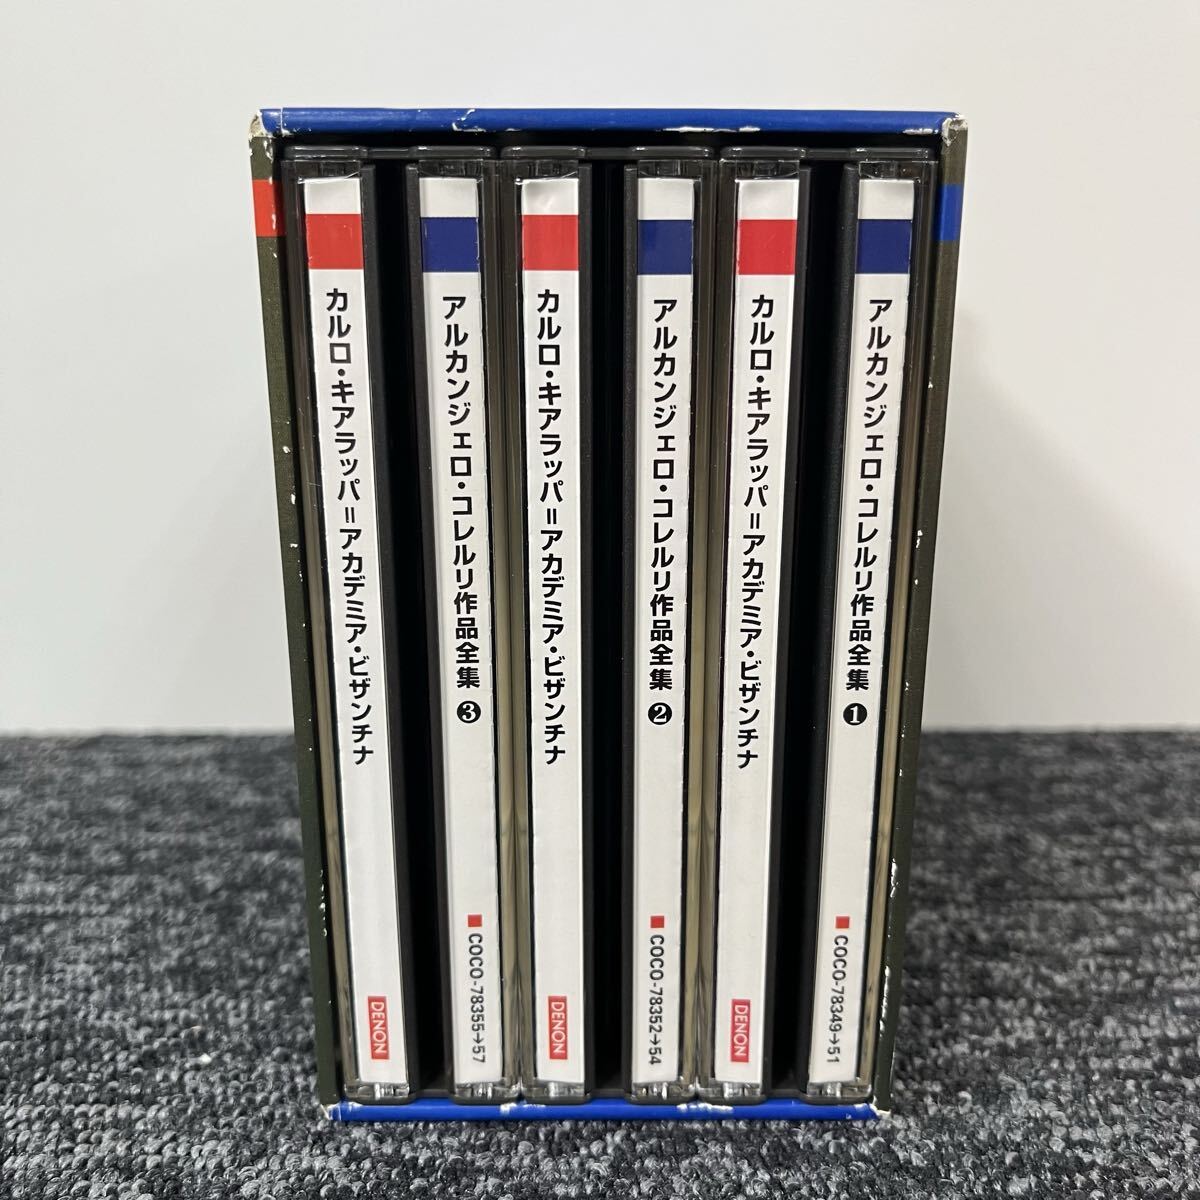 アルカンジェロ・コレルリ作品全集❶
■COCO-78349→51
カルロ・キアラッパ=アカデミア・ビザンチナ
DENON
アルカンジェロ・コレルリ作品全集❷
■COCO-78352→54
カルロ・キアラッパ=アカデミア・ビザンチナ
DENON
アルカンジェロ・コレルリ作品全集❸
■COCO-78355→57
カルロ・キアラッパ=アカデミア・ビザンチナ
DENON